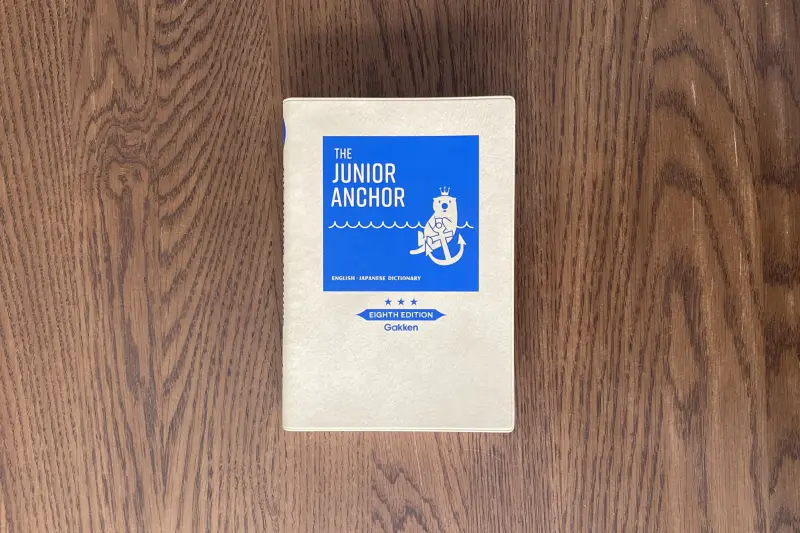 THE
JUNIOR
ANCHOR
ENGLISH - JAPANESE DICTIONARY
EIGHTH EDITION
Gakken